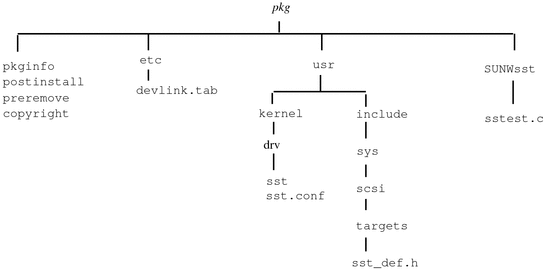 pkg
pkginfo
postinstall
preremove
copyright
etc
devlink.tab
usr
kernel
drv
sst
sst.conf
include
sys
scsi
targets
sst_def.h
SUNWsst
sstest.c